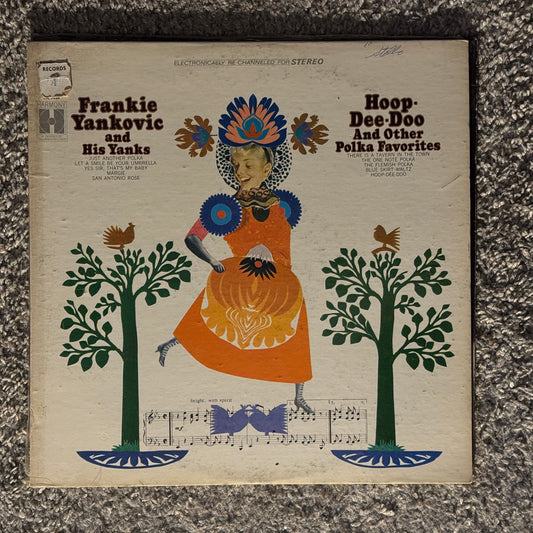 ELECTRONICALLY RE-CHANNELED FOR STEREO
RECORDS
HARMONY
Frankie
Yankovic
and
His Yanks
JUST ANOTHER POLKA
LET A SMILE BE YOUR UMBRELLA
YES SIR, THAT'S MY BABY
MARGIE
SAN ANTONIO ROSE
Hoop-
Dee-Doo
And Other
Polka Favorites
THERE IS A TAVERN IN THE TOWN
THE ONE NOTE POLKA
THE FLEMISH POLKA
BLUE SKIRT WALTZ
HOOP-DEE-DOO
bright, with spirit